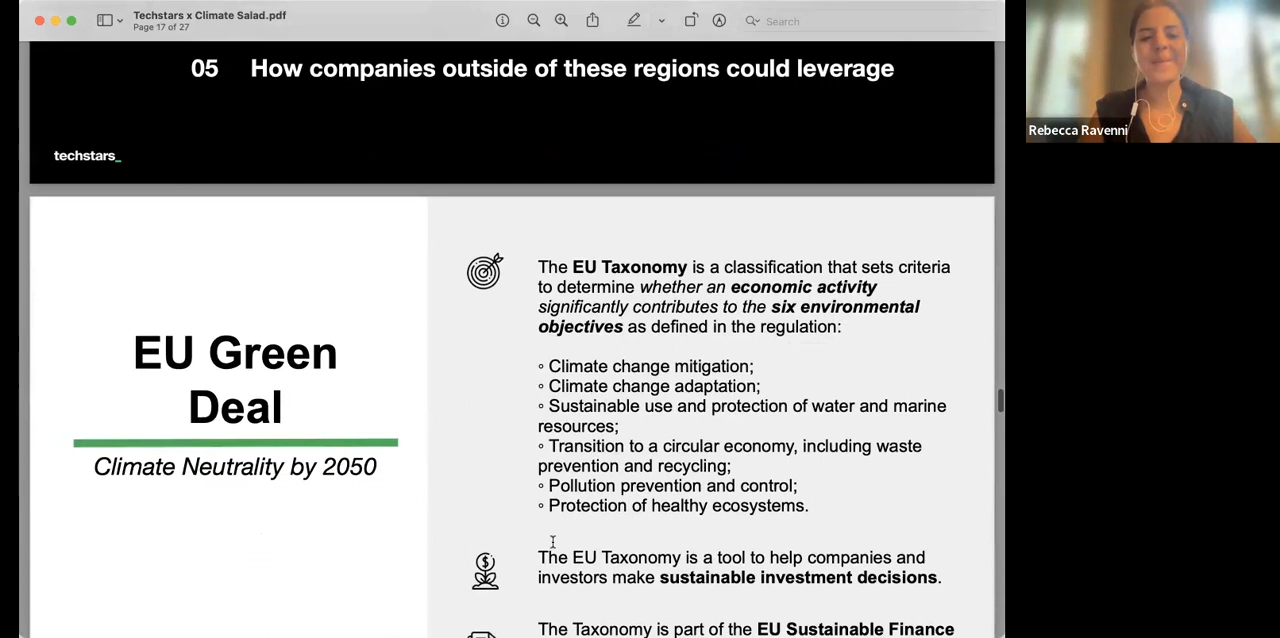 Techstars x Climate Salad.pdf
Page 17 of 27
Search
05 How companies outside of these regions could leverage
techstars_
Rebecca Ravenni
EU Green
Deal
Climate Neutrality by 2050
The EU Taxonomy is a classification that sets criteria
to determine whether an economic activity
significantly contributes to the six environmental
objectives as defined in the regulation:
◦ Climate change mitigation;
◦ Climate change adaptation;
◦ Sustainable use and protection of water and marine
resources;
◦ Transition to a circular economy, including waste
prevention and recycling;
◦ Pollution prevention and control;
◦ Protection of healthy ecosystems.
The EU Taxonomy is a tool to help companies and
investors make sustainable investment decisions.
The Taxonomy is part of the EU Sustainable Finance